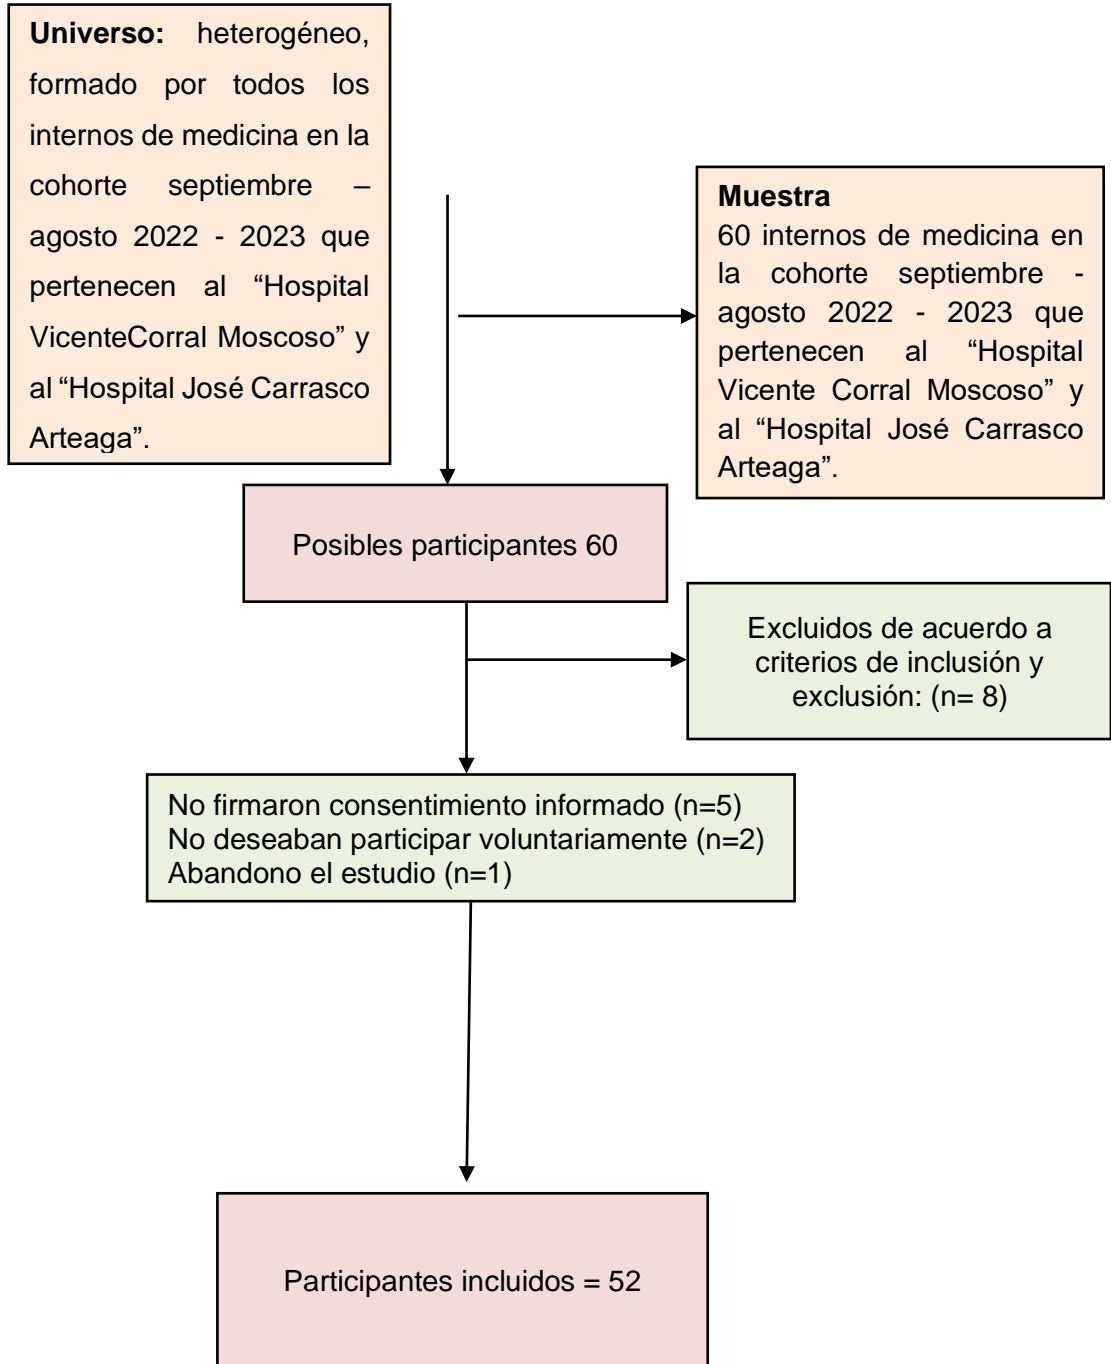 Universo: heterogéneo,
formado por todos los
internos de medicina en la
cohorte septiembre –
agosto 2022 - 2023 que
pertenecen al “Hospital
VicenteCorral Moscoso” y
al “Hospital José Carrasco
Arteaga”.
Muestra
60 internos de medicina en
la cohorte septiembre -
agosto 2022 - 2023 que
pertenecen al “Hospital
Vicente Corral Moscoso” y
al “Hospital José Carrasco
Arteaga”.
Posibles participantes 60
Excluidos de acuerdo a
criterios de inclusión y
exclusión: (n= 8)
No firmaron consentimiento informado (n=5)
No deseaban participar voluntariamente (n=2)
Abandono el estudio (n=1)
Participantes incluidos = 52